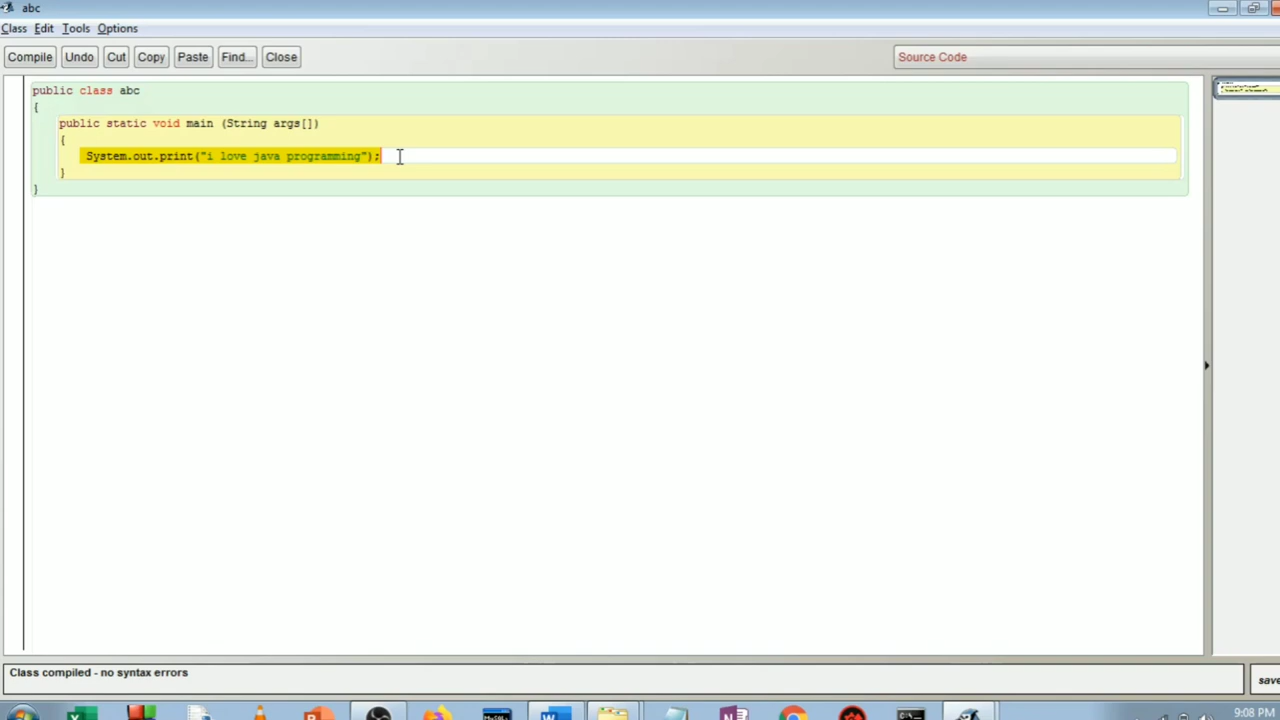 abc
Class Edit Tools Options
Compile Undo Cut Copy Paste Find... Close Source Code
public class abc
{
public static void main (String args[])
{
System.out.print("i love java programming");
}
}
Class compiled - no syntax errors
save
9:08 PM